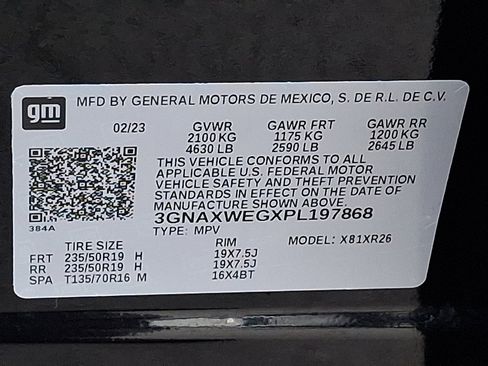 gm MFD BY GENERAL MOTORS DE MEXICO, S. DE R.L. DE C.V.
02/23 GVWR GAWR FRT GAWR RR
2100 KG 1175 KG 1200 KG
4630 LB 2590 LB 2645 LB
THIS VEHICLE CONFORMS TO ALL
APPLICABLE U.S. FEDERAL MOTOR
VEHICLE SAFETY AND THEFT PREVENTION
STANDARDS IN EFFECT ON THE DATE OF
MANUFACTURE SHOWN ABOVE.
384A
3GNAXWEGXPL197868
TYPE: MPV MODEL: X81XR26
TIRE SIZE RIM
FRT 235/50R19 H 19X7.5J
RR 235/50R19 H 19X7.5J
SPA T135/70R16 M 16X4BT